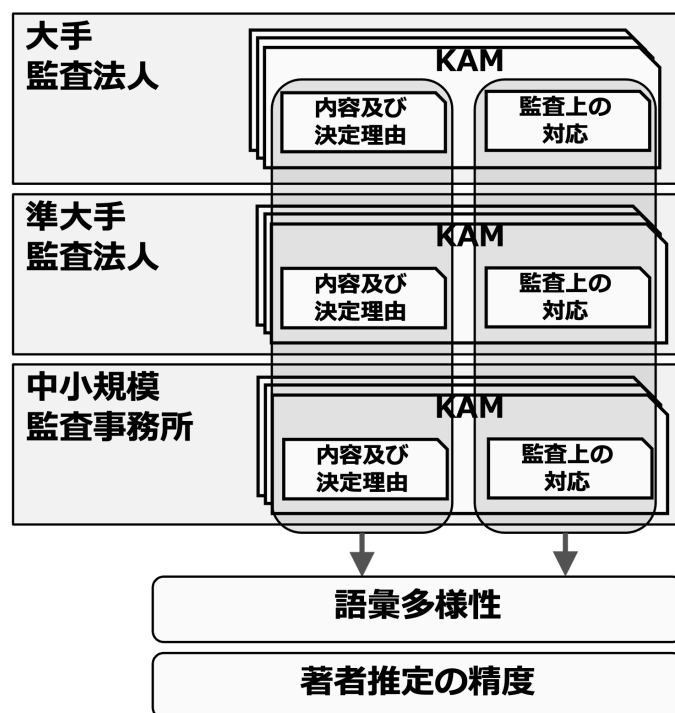 大手
監査法人
KAM
内容及び
決定理由
監査上の
対応
準大手
監査法人
KAM
内容及び
決定理由
監査上の
対応
中小規模
監査事務所
KAM
内容及び
決定理由
監査上の
対応
語彙多様性
著者推定の精度